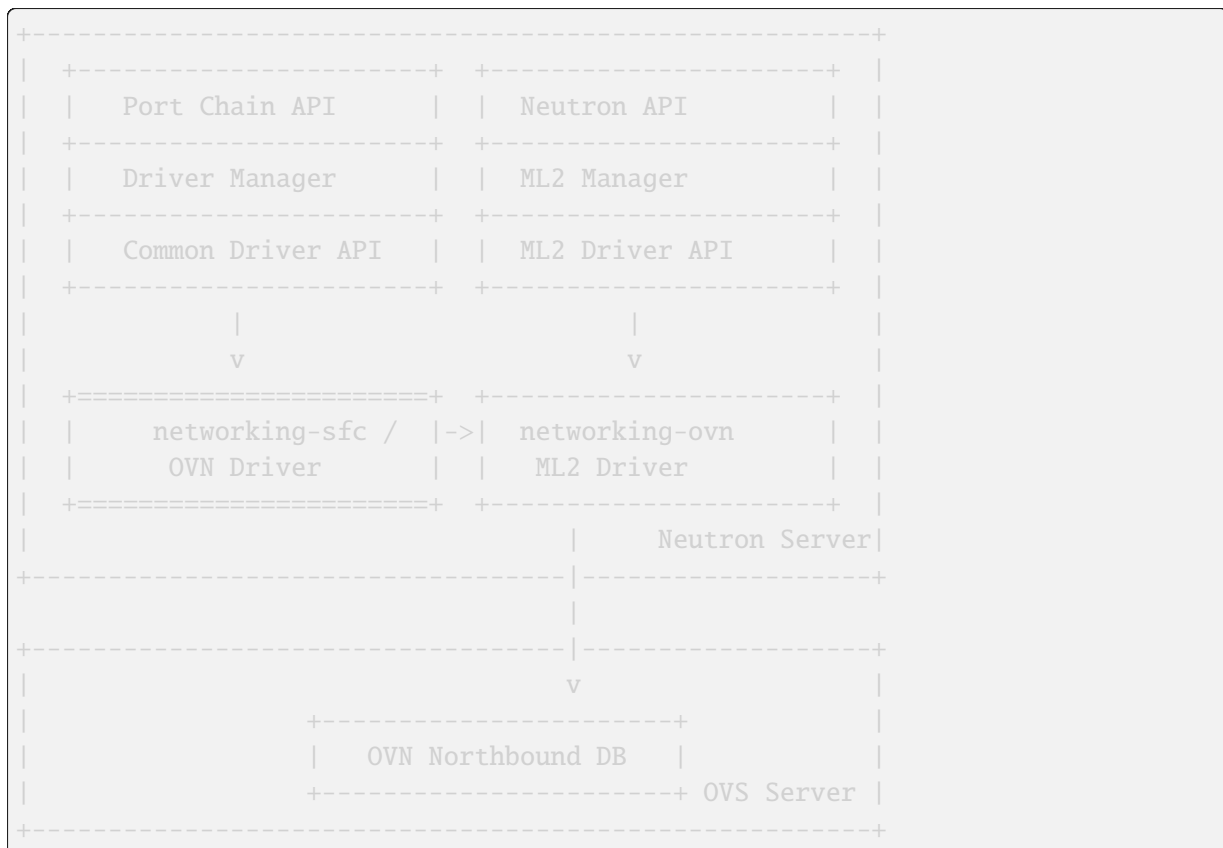 +-------------------------------------------------------+
|  +-----------------------+  +----------------------+  |
|  |   Port Chain API      |  |  Neutron API         |  |
|  +-----------------------+  +----------------------+  |
|  |   Driver Manager      |  |  ML2 Manager         |  |
|  +-----------------------+  +----------------------+  |
|  |   Common Driver API   |  |  ML2 Driver API      |  |
|  +-----------------------+  +----------------------+  |
|             |                         |               |
|             v                         v               |
|  +=======================+  +----------------------+  |
|  |     networking-sfc /  |->|  networking-ovn      |  |
|  |      OVN Driver       |  |   ML2 Driver         |  |
|  +=======================+  +----------------------+  |
|                                   |     Neutron Server|
+-----------------------------------|-------------------+
                                    |
+-----------------------------------|-------------------+
|                                   v                   |
|                  +-----------------------+            |
|                  |   OVN Northbound DB   |            |
|                  +-----------------------+ OVS Server |
+-------------------------------------------------------+